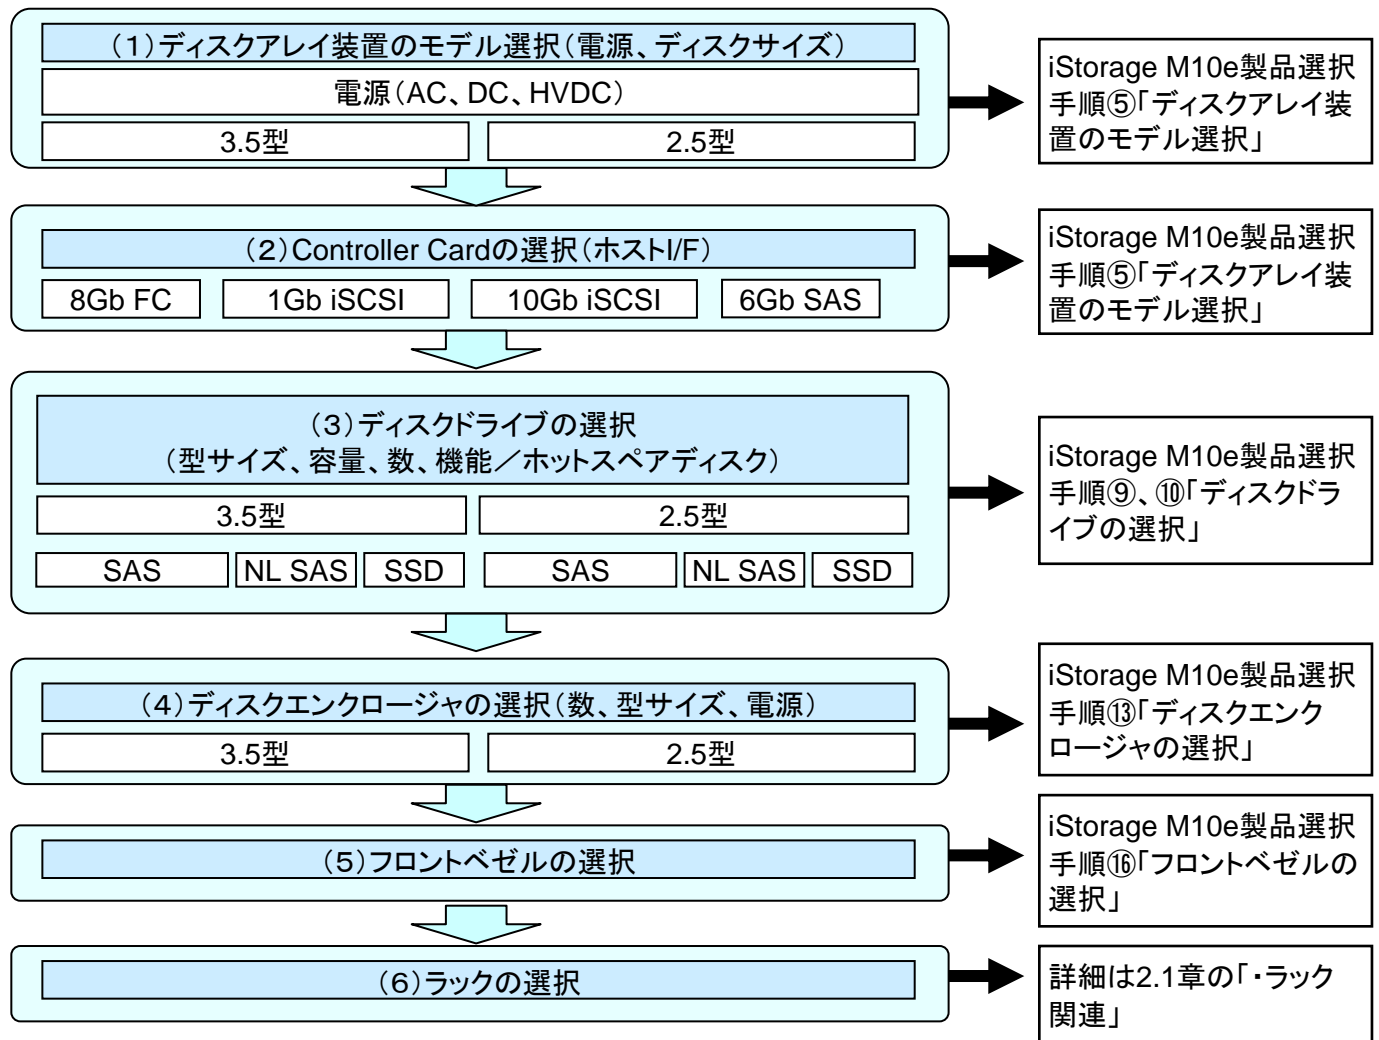 （１）ディスクアレイ装置のモデル選択（電源、ディスクサイズ）
電源（AC、DC、HVDC）
3.5型
2.5型
iStorage M10e製品選択
手順⑤「ディスクアレイ装
置のモデル選択」
（２）Controller Cardの選択（ホストI/F）
8Gb FC
1Gb iSCSI
10Gb iSCSI
6Gb SAS
iStorage M10e製品選択
手順⑤「ディスクアレイ装
置のモデル選択」
（３）ディスクドライブの選択
（型サイズ、容量、数、機能／ホットスペアディスク）
3.5型
2.5型
SAS
NL SAS
SSD
SAS
NL SAS
SSD
iStorage M10e製品選択
手順⑨、⑩「ディスクドラ
イブの選択」
（４）ディスクエンクロージャの選択（数、型サイズ、電源）
3.5型
2.5型
iStorage M10e製品選択
手順⑬「ディスクエンク
ロージャの選択」
（５）フロントベゼルの選択
iStorage M10e製品選択
手順⑯「フロントベゼルの
選択」
（６）ラックの選択
詳細は2.1章の「・ラック
関連」